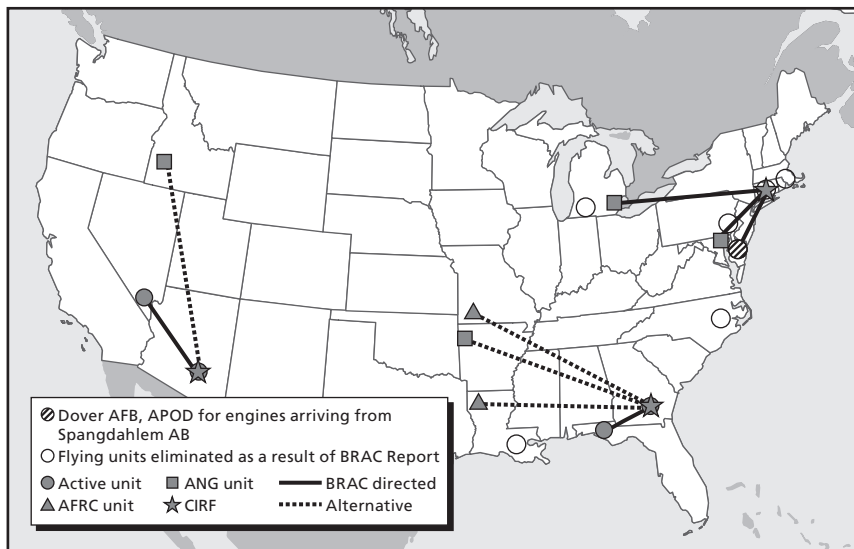 Dover AFB, APOD for engines arriving from
Spangdahlem AB
Flying units eliminated as a result of BRAC Report
Active unit ANG unit BRAC directed
AFRC unit CIRF Alternative